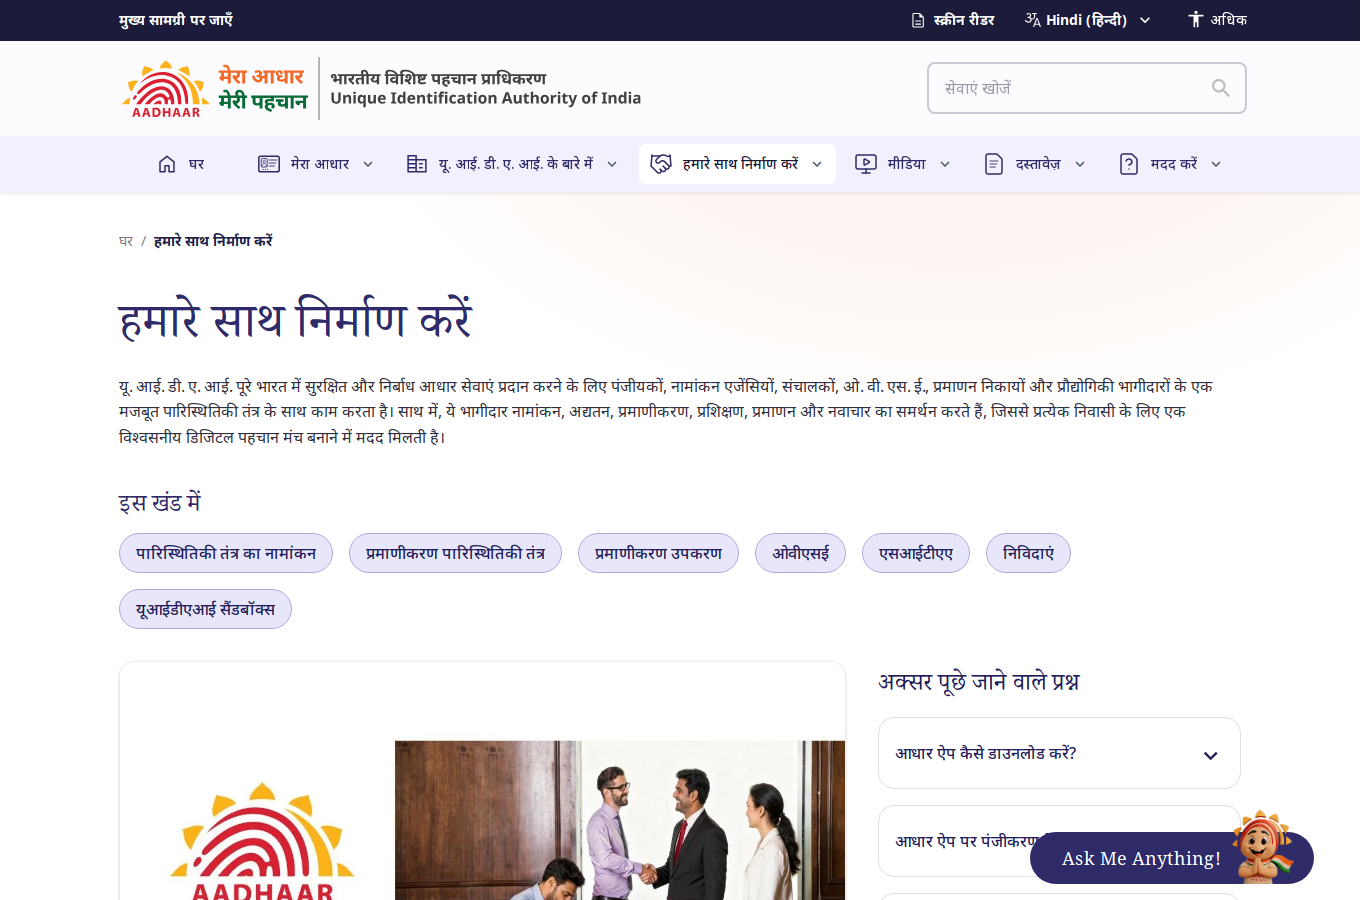 मुख्य सामग्री पर जाएँ
स्क्रीन रीडर
Hindi (हिन्दी)
अधिक
AADHAAR
मेरा आधार
मेरी पहचान
भारतीय विशिष्ट पहचान प्राधिकरण
Unique Identification Authority of India
सेवाएं खोजें
घर
मेरा आधार
यू. आई. डी. ए. आई. के बारे में
हमारे साथ निर्माण करें
मीडिया
दस्तावेज़
मदद करें
घर / हमारे साथ निर्माण करें
हमारे साथ निर्माण करें
यू. आई. डी. ए. आई. पूरे भारत में सुरक्षित और निर्बाध आधार सेवाएं प्रदान करने के लिए पंजीयकों, नामांकन एजेंसियों, संचालकों, ओ. वी. एस. ई., प्रमाणन निकायों और प्रौद्योगिकी भागीदारों के एक
मजबूत पारिस्थितिकी तंत्र के साथ काम करता है। साथ में, ये भागीदार नामांकन, अद्यतन, प्रमाणीकरण, प्रशिक्षण, प्रमाणन और नवाचार का समर्थन करते हैं, जिससे प्रत्येक निवासी के लिए एक
विश्वसनीय डिजिटल पहचान मंच बनाने में मदद मिलती है।
इस खंड में
पारिस्थितिकी तंत्र का नामांकन
प्रमाणीकरण पारिस्थितिकी तंत्र
प्रमाणीकरण उपकरण
ओवीएसई
एसआईटीएए
निविदाएं
यूआईडीएआई सैंडबॉक्स
AADHAAR
अक्सर पूछे जाने वाले प्रश्न
आधार ऐप कैसे डाउनलोड करें?
आधार ऐप पर पंजीकरण
Ask Me Anything!